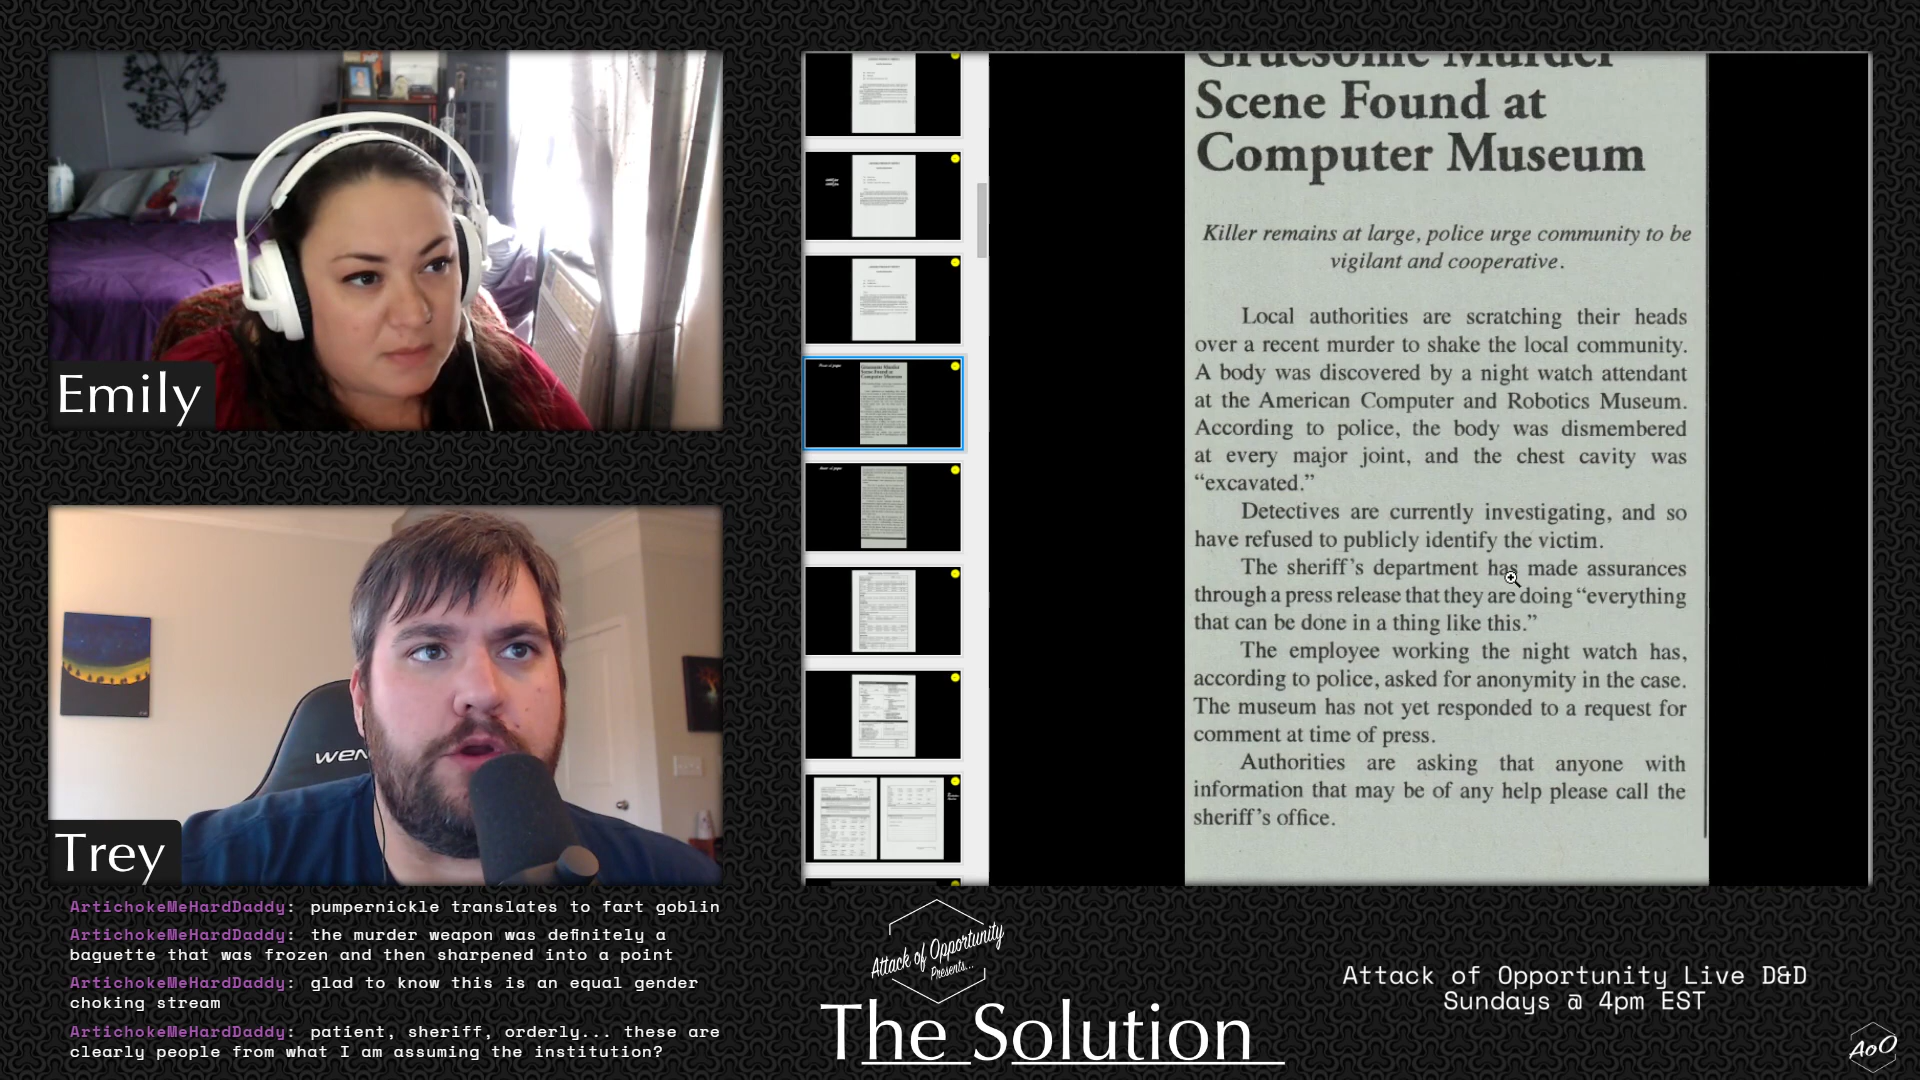 Emily
Trey
ArtichokeMeHardDaddy: pumpernickle translates to fart goblin
ArtichokeMeHardDaddy: the murder weapon was definitely a
baguette that was frozen and then sharpened into a point
ArtichokeMeHardDaddy: glad to know this is an equal gender
choking stream
ArtichokeMeHardDaddy: patient, sheriff, orderly... these are
clearly people from what I am assuming the institution?
Gruesome Murder
Scene Found at
Computer Museum
Killer remains at large, police urge community to be
vigilant and cooperative.
Local authorities are scratching their heads
over a recent murder to shake the local community.
A body was discovered by a night watch attendant
at the American Computer and Robotics Museum.
According to police, the body was dismembered
at every major joint, and the chest cavity was
“excavated.”
Detectives are currently investigating, and so
have refused to publicly identify the victim.
The sheriff’s department has made assurances
through a press release that they are doing “everything
that can be done in a thing like this.”
The employee working the night watch has,
according to police, asked for anonymity in the case.
The museum has not yet responded to a request for
comment at time of press.
Authorities are asking that anyone with
information that may be of any help please call the
sheriff’s office.
Attack of Opportunity
Presents...
The Solution
Attack of Opportunity Live D&D
Sundays @ 4pm EST
AoO